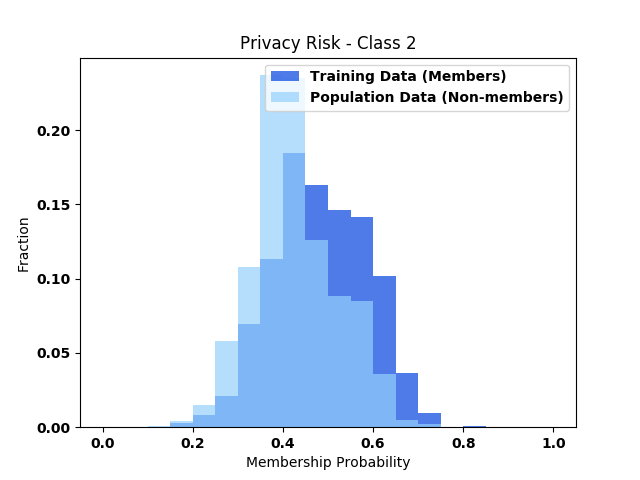 Privacy Risk - Class 2
Training Data (Members)
Population Data (Non-members)
Fraction
0.20
0.15
0.10
0.05
0.00
0.0 0.2 0.4 0.6 0.8 1.0
Membership Probability